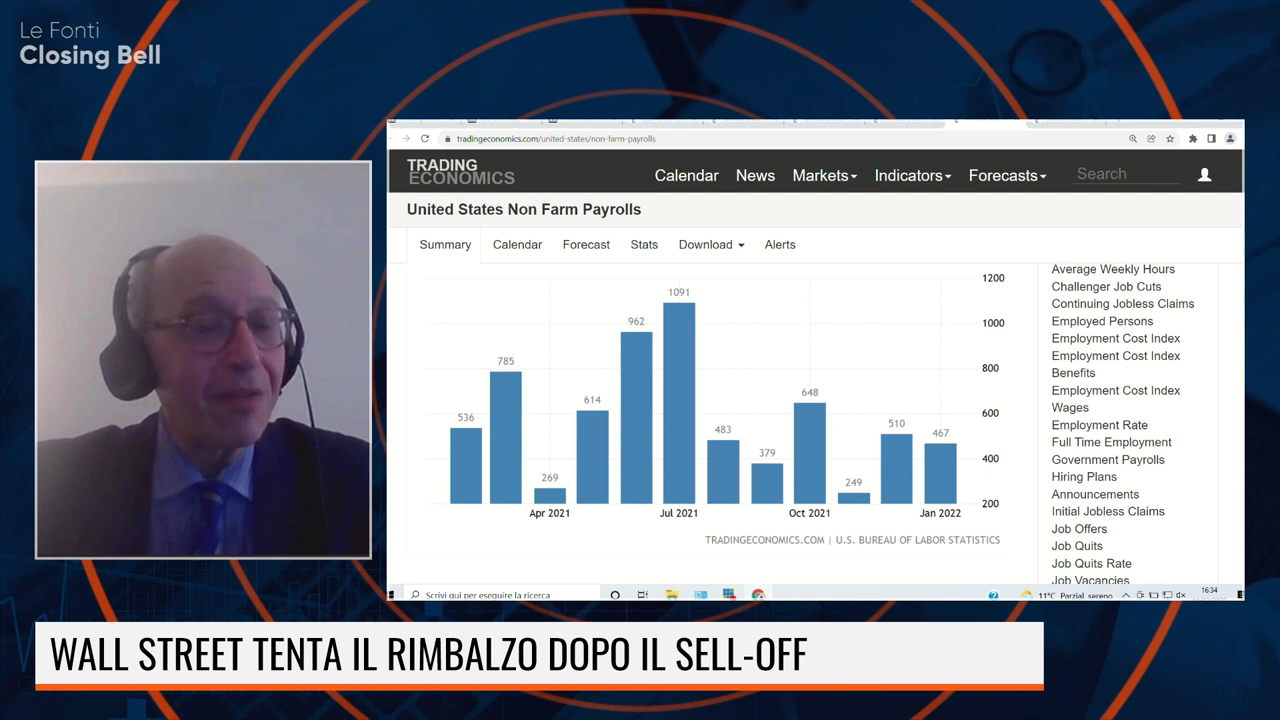 Le Fonti
Closing Bell
tradingeconomics.com/united-states/non-farm-payrolls
TRADING
ECONOMICS
Calendar News Markets Indicators Forecasts Search
United States Non Farm Payrolls
Summary Calendar Forecast Stats Download Alerts
1200
1000
800
600
400
200
536
785
269
614
962
1091
483
379
648
249
510
467
Apr 2021 Jul 2021 Oct 2021 Jan 2022
TRADINGECONOMICS.COM | U.S. BUREAU OF LABOR STATISTICS
Average Weekly Hours
Challenger Job Cuts
Continuing Jobless Claims
Employed Persons
Employment Cost Index
Employment Cost Index
Benefits
Employment Cost Index
Wages
Employment Rate
Full Time Employment
Government Payrolls
Hiring Plans
Announcements
Initial Jobless Claims
Job Offers
Job Quits
Job Quits Rate
Job Vacancies
Scrivi qui per eseguire la ricerca
11°C Parzial. sereno
16:34
WALL STREET TENTA IL RIMBALZO DOPO IL SELL-OFF